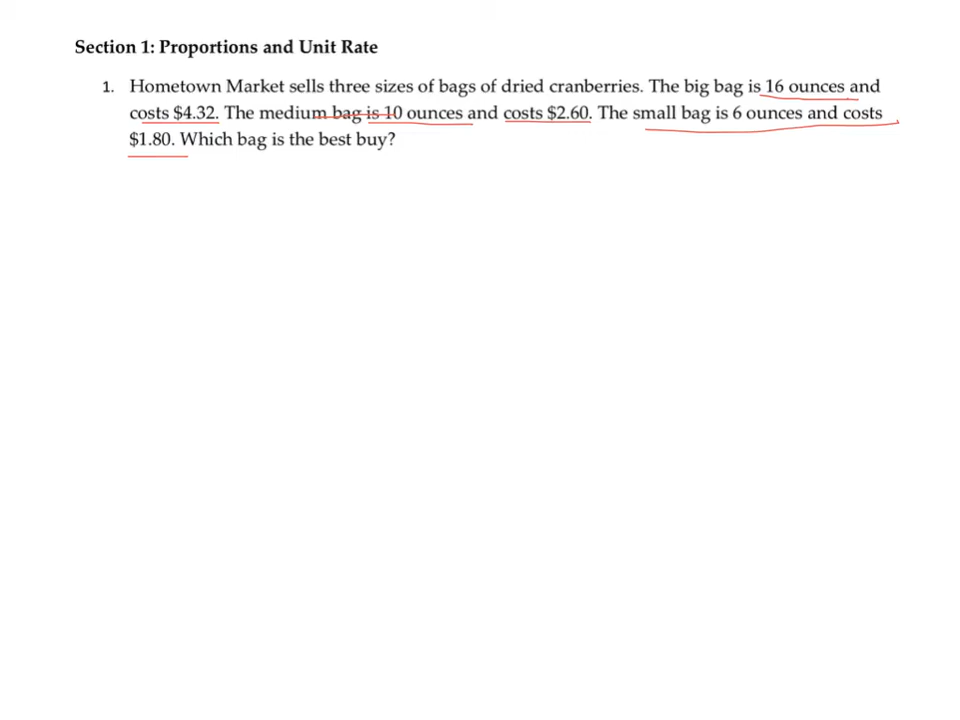 Section 1: Proportions and Unit Rate
1. Hometown Market sells three sizes of bags of dried cranberries. The big bag is 16 ounces and
costs $4.32. The medium bag is 10 ounces and costs $2.60. The small bag is 6 ounces and costs
$1.80. Which bag is the best buy?